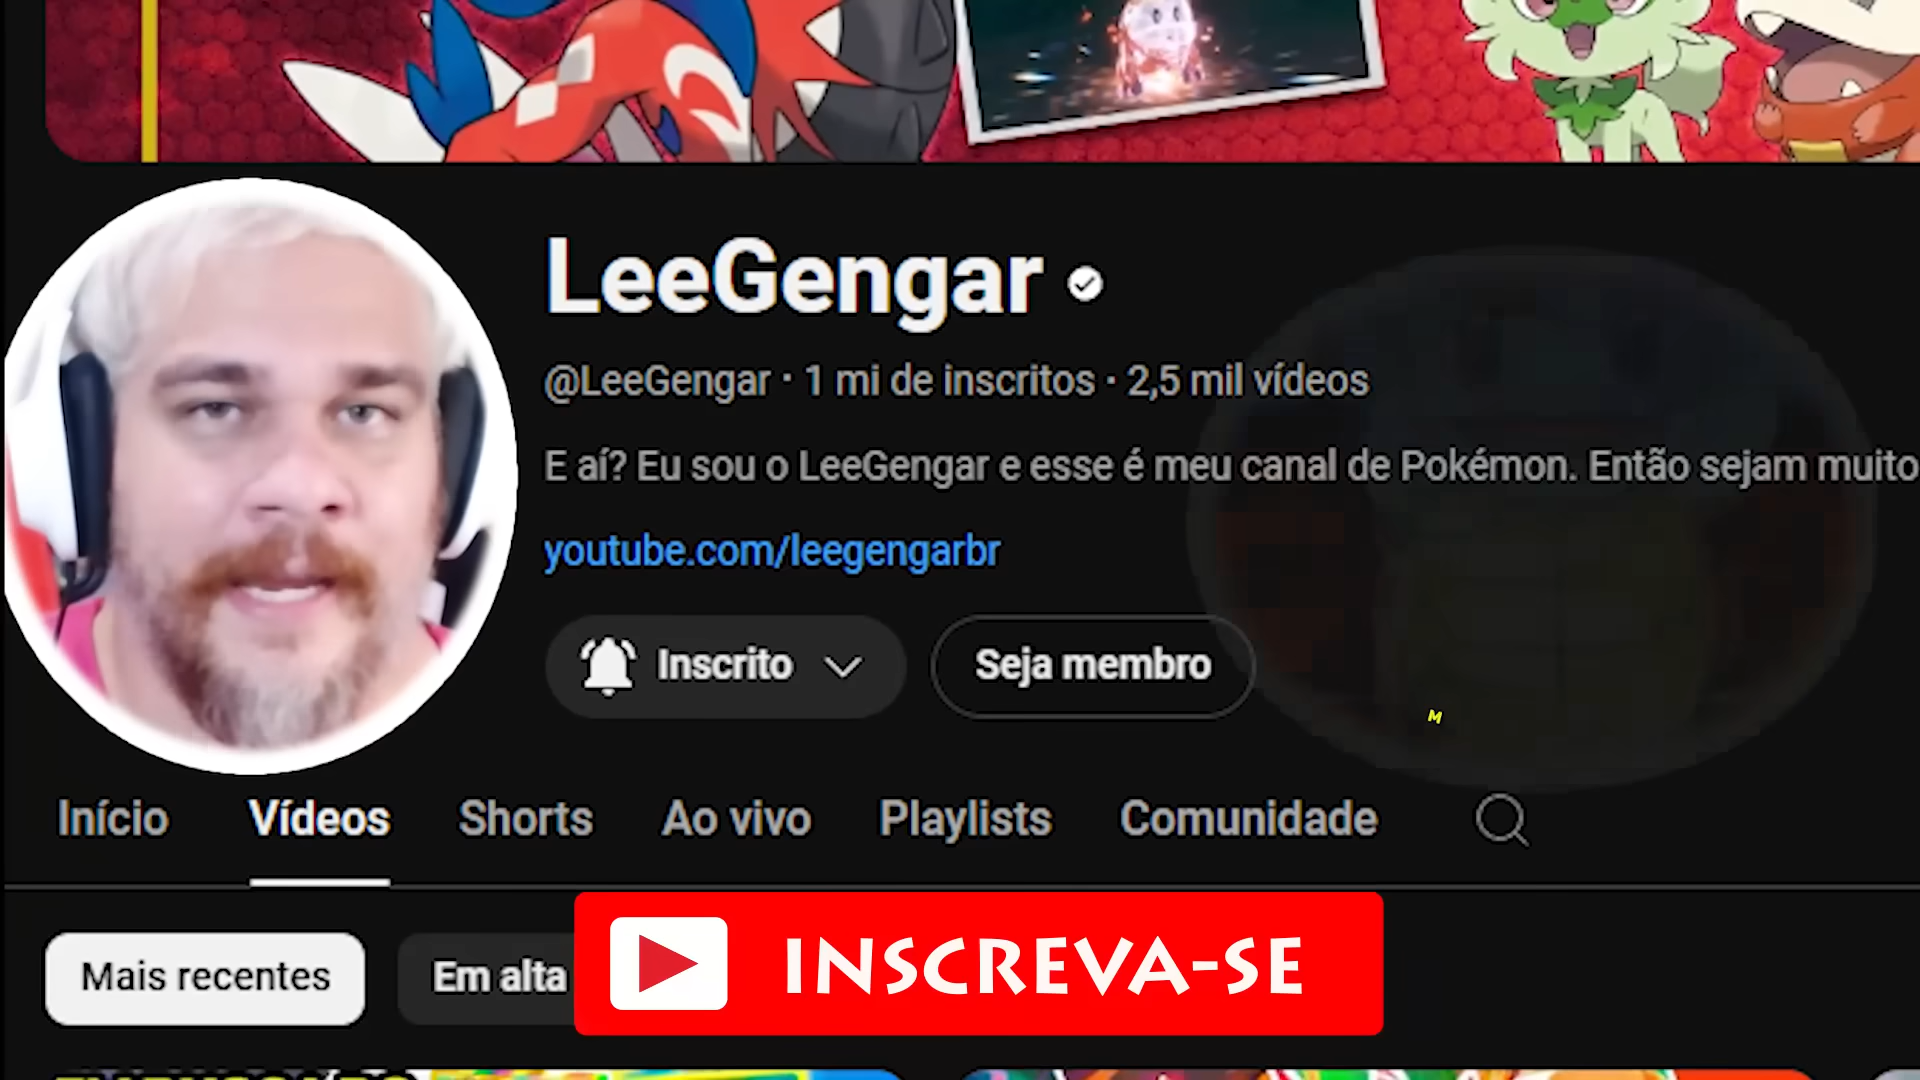 LeeGengar
@LeeGengar · 1 mi de inscritos · 2,5 mil vídeos
E aí? Eu sou o LeeGengar e esse é meu canal de Pokémon. Então sejam muito
youtube.com/leegengarbr
Inscrito
Seja membro
M
Início Vídeos Shorts Ao vivo Playlists Comunidade
Mais recentes
Em alta
INSCREVA-SE